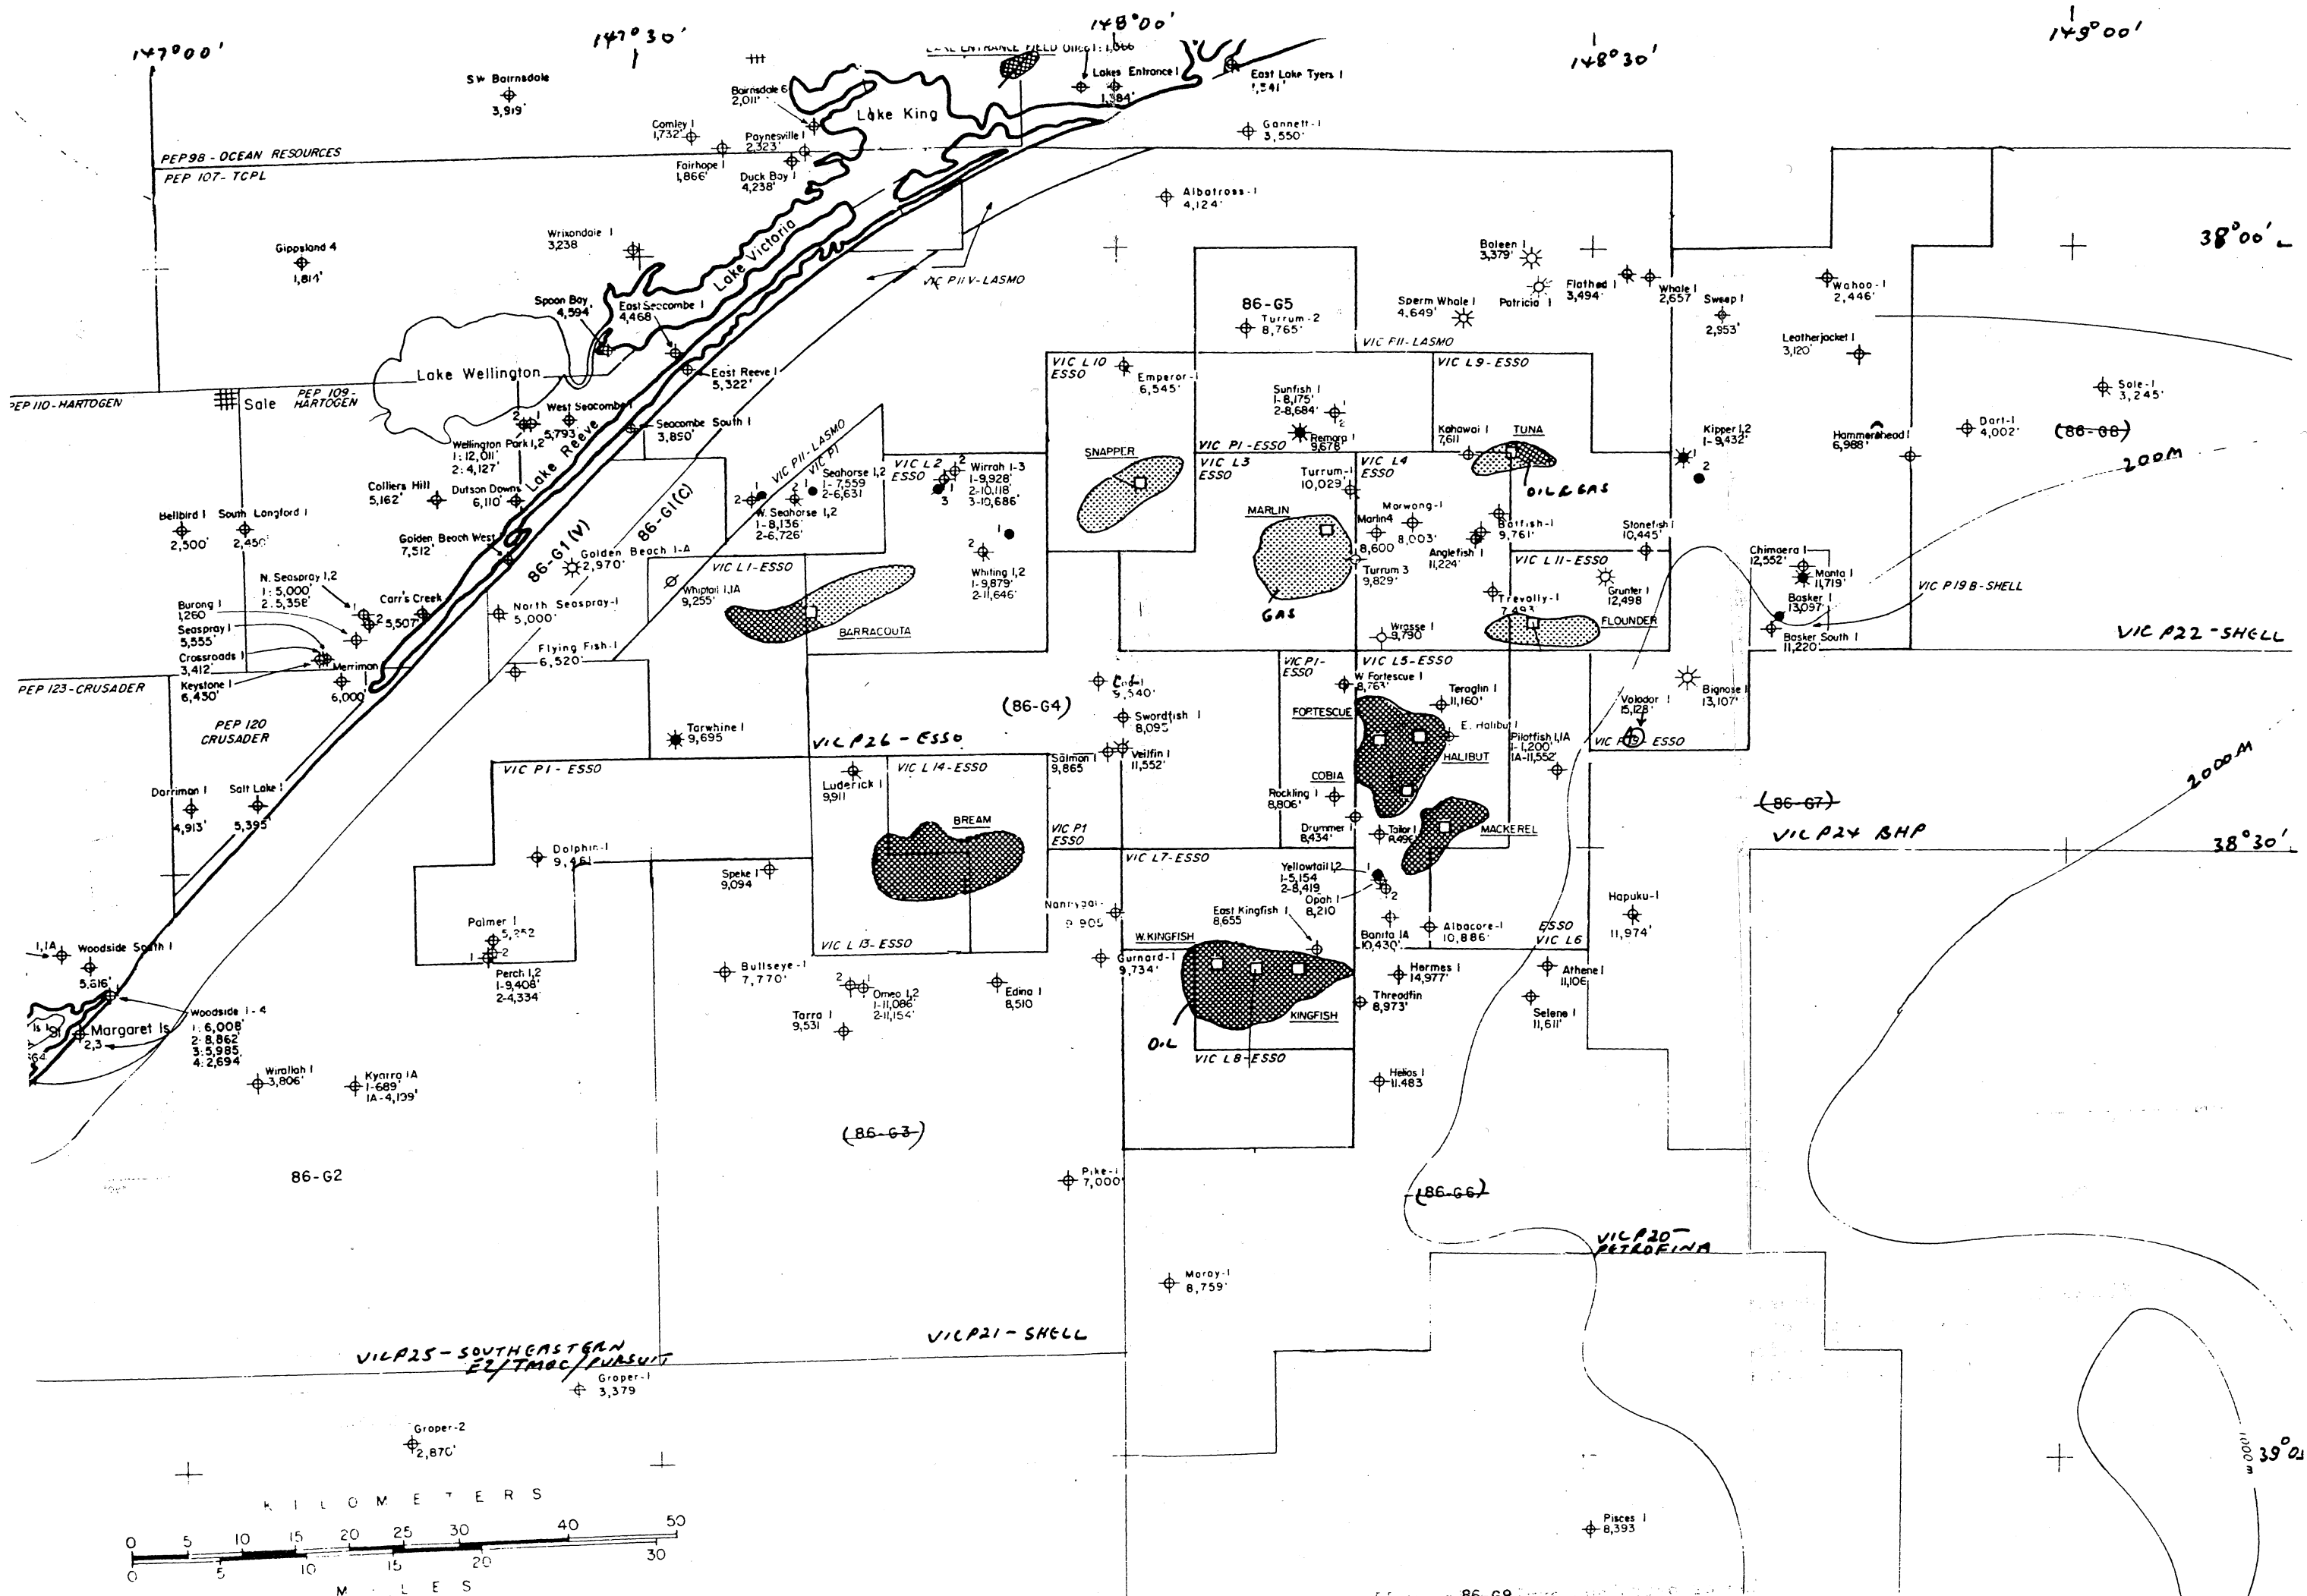 147°00'
147°30'
148°00'
148°30'
149°00'
LAKE ENTRANCE FIELD
SW Bairnsdale
3,919'
Bairnsdale 6
2,011'
Lake King
Lakes Entrance 1
1,384'
East Lake Tyers 1
Gannett-1
3,550'
Comley 1
1,732'
Paynesville 1
2,323'
Fairhope 1
1,866'
Duck Bay 1
4,238'
PEP 98 - OCEAN RESOURCES
PEP 107 - TCPL
Albatross-1
4,124'
Gippsland 4
1,814'
Wrixondale 1
3,238
Lake Victoria
VIC P11 V-LASMO
Baleen 1
3,379'
Patricia 1
Flathed 1
3,494'
Whale 1
2,657
Sweep 1
2,953'
Wahoo-1
2,446'
38°00'
86-G5
Turrum-2
8,765'
Sperm Whale 1
4,649'
Leatherjacket 1
3,120'
Spoon Bay
4,594'
East Seacombe 1
4,468
VIC P11-LASMO
Lake Wellington
East Reeve 1
5,322'
VIC L10
ESSO
Emperor-1
6,545'
VIC L9-ESSO
Sole-1
3,245'
PEP 110-HARTOGEN
Sale
PEP 109-
HARTOGEN
2 1
West Seacombe 1
5,793
Wellington Park 1,2
1: 12,011'
2: 4,127'
Seacombe South 1
3,890'
Lake Reeve
Sunfish 1
1-8,175'
2-8,684'
Remora 1
9,678'
Kahawai 1
7,611
TUNA
OIL & GAS
Kipper 1,2
1-9,432'
Hammerhead 1
6,988'
Dart-1
4,002'
(86-G8)
200M
VIC P11-LASMO
VIC P1
VIC P1-ESSO
VIC L3
ESSO
VIC L4
ESSO
VIC L2
ESSO
Wirrah 1-3
1-9,928'
2-10,118'
3-10,686'
Seahorse 1,2
1-7,559
2-6,631
W. Seahorse 1,2
1-8,136'
2-6,726'
SNAPPER
Turrum-1
10,029'
Colliers Hill
5,162'
Dutson Downs
6,110'
Bellbird 1
2,500'
South Longford 1
2,450'
Golden Beach West 1
7,512'
86-G1 (V)
86-G1(C)
Golden Beach 1-A
2,970'
MARLIN
GAS
Marlin 4
8,600
Morwong-1
8,003'
Batfish-1
9,761'
Anglefish 1
11,224'
Turrum 3
9,829'
Stonefish 1
10,445'
VIC L11-ESSO
Chimaera 1
12,552'
Manta 1
11,719'
VIC P19 B-SHELL
Basker 1
13,097'
Basker South 1
11,220'
VIC P22-SHELL
Whiting 1,2
1-9,879'
2-11,646'
VIC L1-ESSO
Whiptail 1,1A
9,255'
BARRACOUTA
N. Seaspray 1,2
1: 5,000'
2: 5,358'
Burong 1
1,260
Seaspray 1
5,555'
Crossroads 1
3,412'
Keystone 1
6,430'
Merriman
6,000'
Carr's Creek
5,507'
North Seaspray-1
5,000'
Flying Fish-1
6,520'
Grunter 1
12,498
Trevally-1
7,493
FLOUNDER
Wrasse 1
9,790
PEP 123-CRUSADER
PEP 120
CRUSADER
VIC P1-
ESSO
VIC L5-ESSO
W. Fortescue 1
8,763'
FORTESCUE
Teraglin 1
11,160'
E. Halibut 1
HALIBUT
Pilotfish 1,1A
1-1,200'
1A-11,552'
Volador 1
15,128'
Bignose 1
13,107'
(86-G4)
9,540'
Swordfish 1
8,095'
Tarwhine 1
9,695
VIC P26-ESSO
Salmon 1
9,865
Veilfin 1
11,552'
VIC P1-ESSO
VIC L14-ESSO
Luderick 1
9,911
COBIA
Rockling 1
8,806'
(86-G7)
2000M
Darriman 1
4,913'
Salt Lake 1
5,395'
BREAM
VIC P1
ESSO
Drummer 1
8,434'
Tailor 1
8,496
MACKEREL
VIC P24 BHP
38°30'
Dolphin-1
9,461
Speke 1
9,094
VIC L7-ESSO
Yellowtail 1,2
1-5,154
2-8,419
Opah 1
8,210
Nannygai-
9,905
East Kingfish 1
8,655
Hapuku-1
11,974'
Palmer 1
5,252
VIC L13-ESSO
W. KINGFISH
Bonita 1A
10,430'
Albacore-1
10,886'
ESSO
VIC L6
1,1A
Woodside South 1
5,616'
Perch 1,2
1-9,408'
2-4,334'
Bullseye-1
7,770'
Omeo 1,2
1-11,086'
2-11,154'
Edina 1
8,510
Gurnard-1
9,734'
Hermes 1
14,977'
Athene 1
11,106
Threadfin
8,973'
Selene 1
11,611'
Tarra 1
9,531
KINGFISH
OIL
VIC L8-ESSO
Margaret Is
2,3
Woodside 1-4
1: 6,008'
2: 8,862'
3: 5,985
4: 2,694
Wirallah 1
3,806'
Kyarra 1A
1-689'
1A-4,199'
Helios 1
11,483
(86-G3)
86-G2
Pike-1
7,000'
(86-G6)
VIC P20-
PETROFINA
Moray-1
8,759'
VIC P25-SOUTHEASTERN
EZ/TMOC/PURSUIT
VIC P21-SHELL
Groper-1
3,379
Groper-2
2,870'
1000 m
Pisces 1
8,393
KILOMETERS
0 5 10 15 20 25 30 40 50
0 5 10 15 20 30
MILES
86-G9